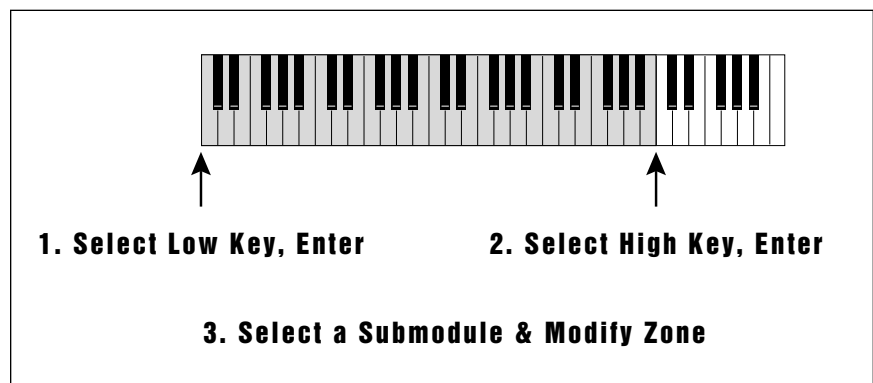 1. Select Low Key, Enter
2. Select High Key, Enter
3. Select a Submodule & Modify Zone